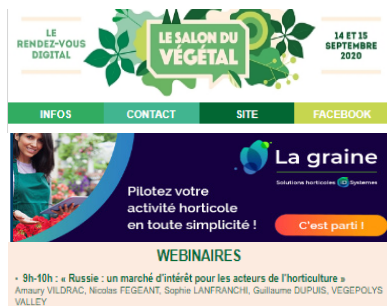 LE
RENDEZ-VOUS
DIGITAL
LE SALON DU
VÉGÉTAL
14 ET 15
SEPTEMBRE
2020
INFOS CONTACT SITE FACEBOOK
La graine
Solutions horticoles Systemes
Pilotez votre
activité horticole
en toute simplicité !
C'est parti !
WEBINAIRES
• 9h-10h : « Russie : un marché d'intérêt pour les acteurs de l'horticulture »
Amaury VILDRAC, Nicolas FEGEANT, Sophie LANFRANCHI, Guillaume DUPUIS, VEGEPOLYS
VALLEY